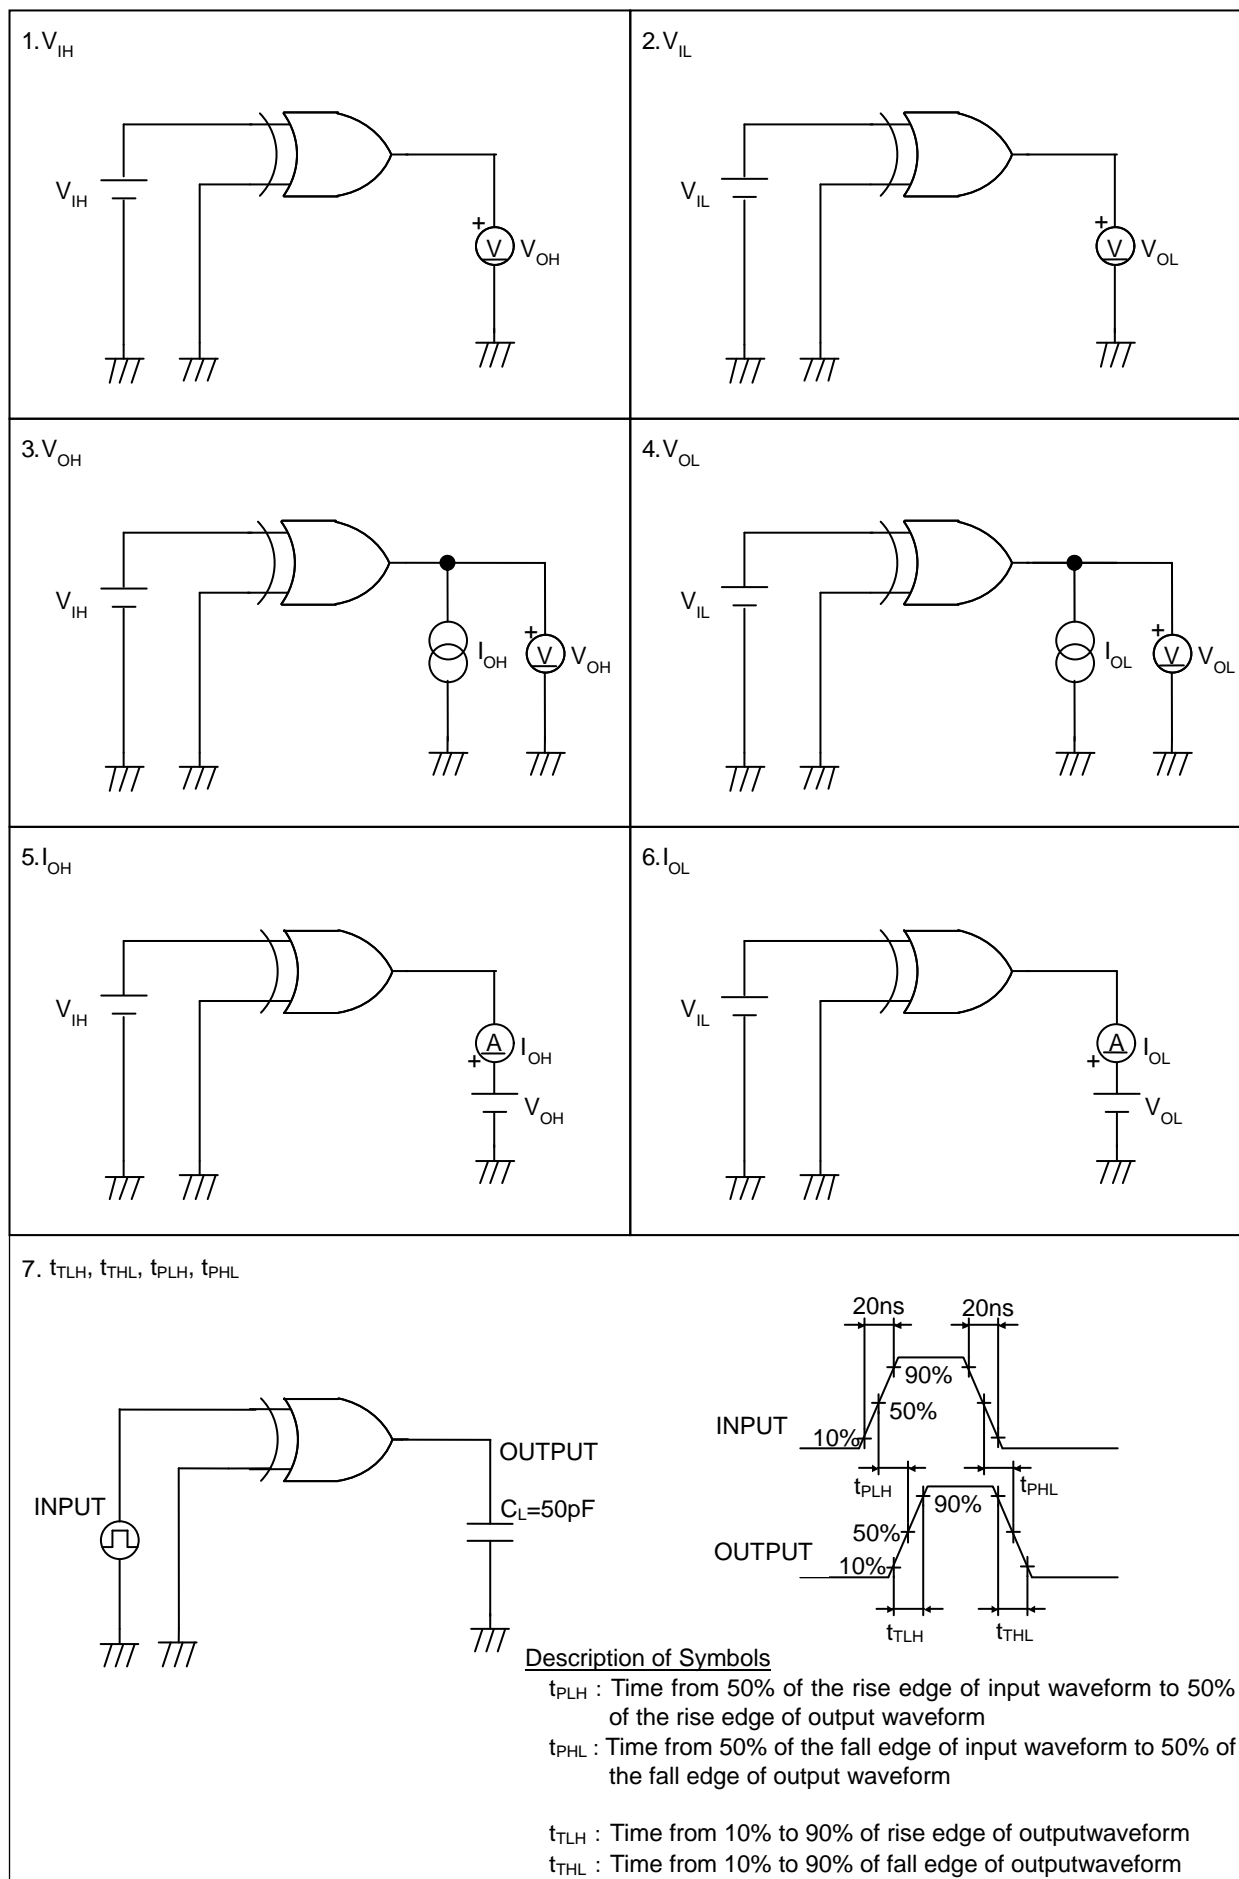 1.VIH
2.VIL
VIH
+
V
VOH
VIL
+
V
VOL
3.VOH
4.VOL
VIH
IOH
+
V
VOH
VIL
IOL
+
V
VOL
5.IOH
6.IOL
VIH
A
+
IOH
VOH
VIL
A
+
IOL
VOL
7. tTLH, tTHL, tPLH, tPHL
INPUT
OUTPUT
CL=50pF
20ns
20ns
90%
50%
INPUT
10%
tPLH
tPHL
90%
50%
OUTPUT
10%
tTLH
tTHL
Description of Symbols
tPLH : Time from 50% of the rise edge of input waveform to 50%
of the rise edge of output waveform
tPHL : Time from 50% of the fall edge of input waveform to 50% of
the fall edge of output waveform
tTLH : Time from 10% to 90% of rise edge of outputwaveform
tTHL : Time from 10% to 90% of fall edge of outputwaveform